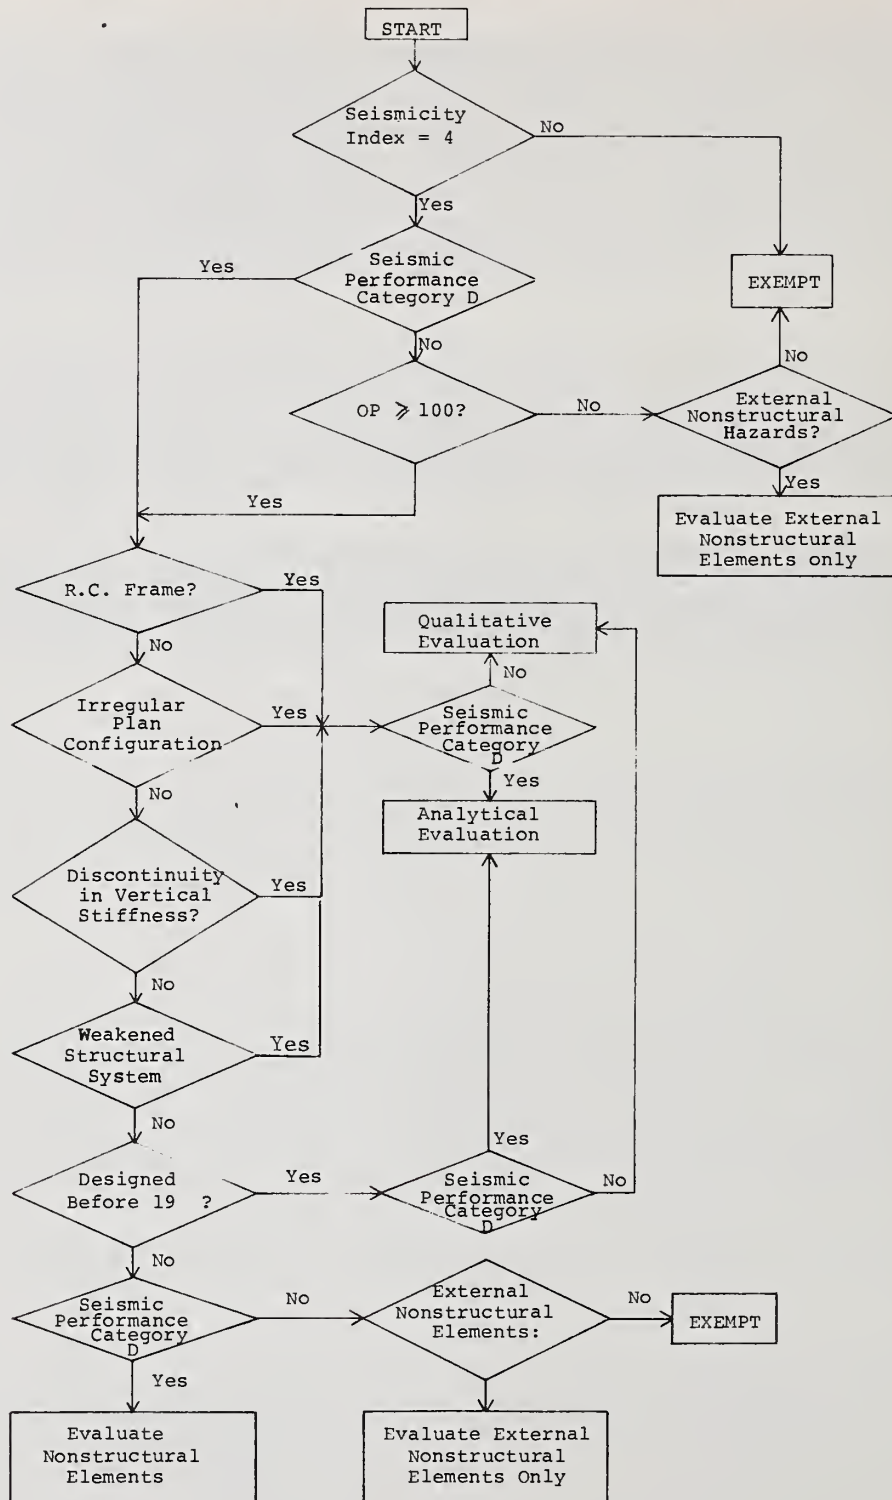 START
Seismicity
Index = 4
No
Yes
Seismic
Performance
Category D
Yes
EXEMPT
No
No
OP ⩾ 100?
No
External
Nonstructural
Hazards?
Yes
Yes
Evaluate External
Nonstructural
Elements only
R.C. Frame?
Yes
Qualitative
Evaluation
No
No
Irregular
Plan
Configuration
Yes
Seismic
Performance
Category
D
Yes
No
Analytical
Evaluation
Discontinuity
in Vertical
Stiffness?
Yes
No
Weakened
Structural
System
Yes
No
Yes
Designed
Before 19 ?
Yes
Seismic
Performance
Category
D
No
No
Seismic
Performance
Category
D
No
External
Nonstructural
Elements:
No
EXEMPT
Yes
Evaluate
Nonstructural
Elements
Evaluate External
Nonstructural
Elements Only